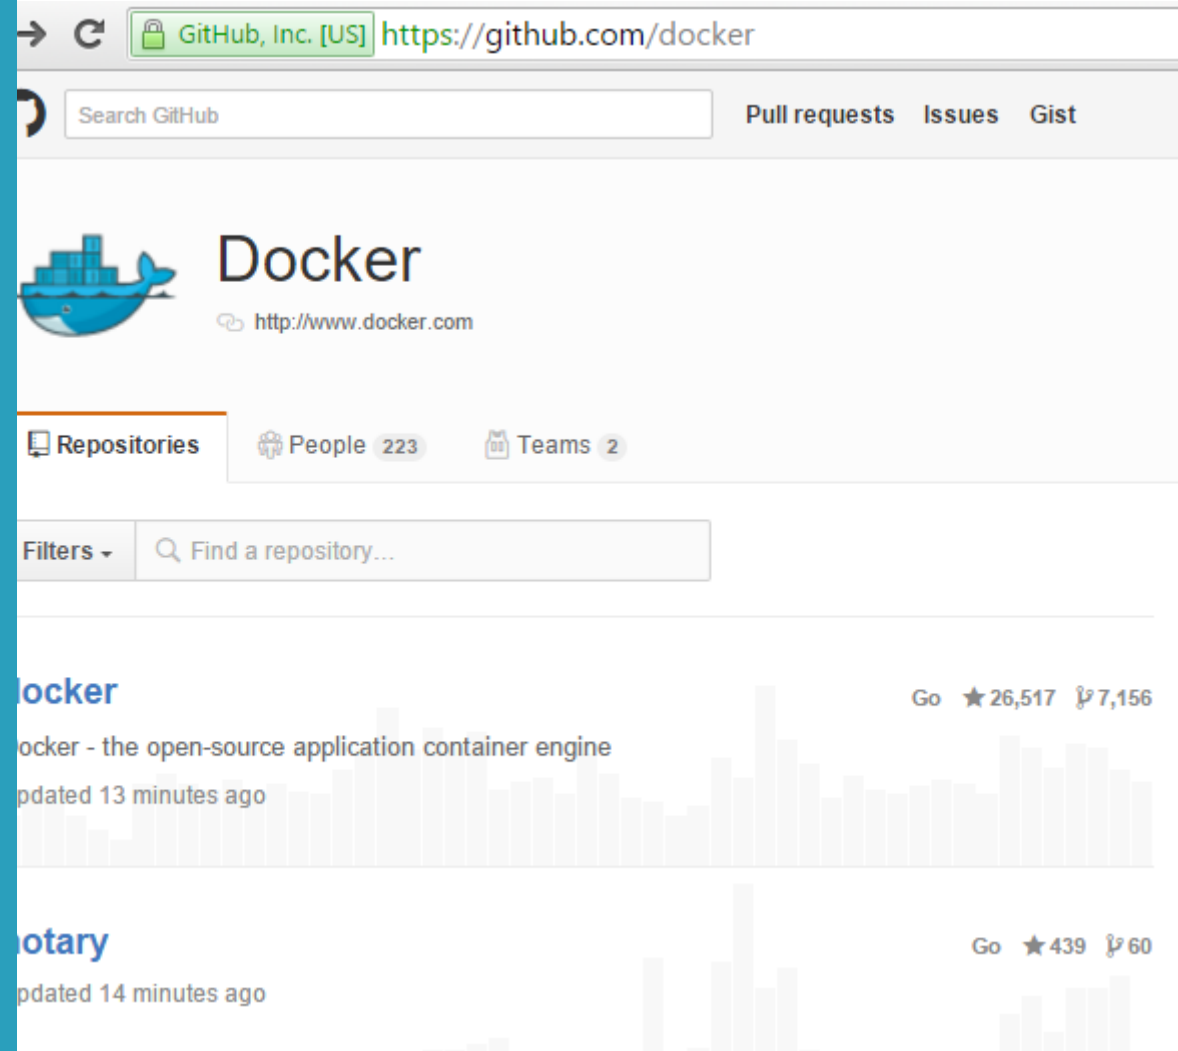 GitHub, Inc. [US] https://github.com/docker
Search GitHub Pull requests Issues Gist
Docker
http://www.docker.com
Repositories People 223 Teams 2
Filters Find a repository...
ocker Go 26,517 7,156
ocker - the open-source application container engine
pdated 13 minutes ago
otary Go 439 60
pdated 14 minutes ago